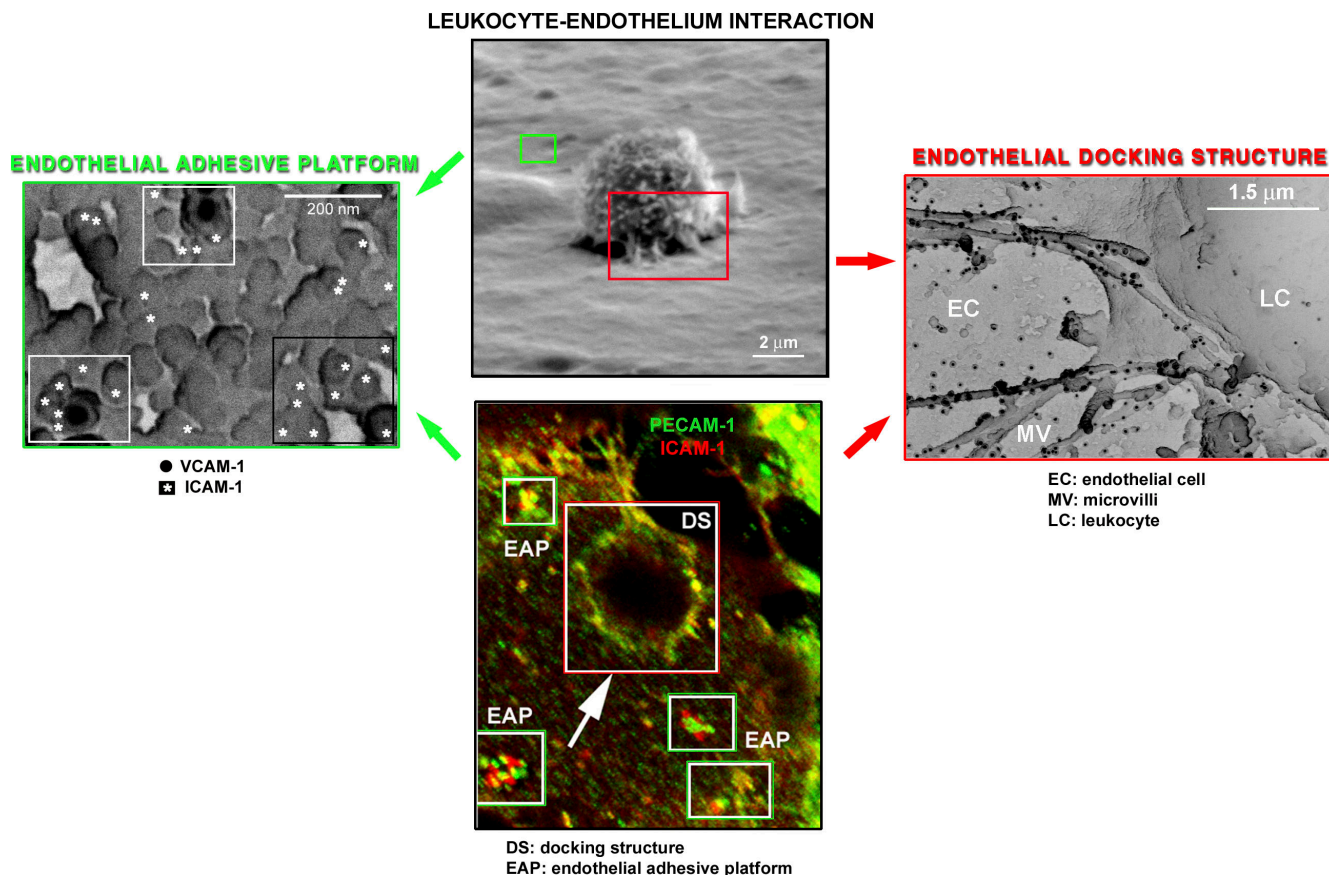 LEUKOCYTE-ENDOTHELIUM INTERACTION
2 μm
ENDOTHELIAL ADHESIVE PLATFORM
200 nm
VCAM-1
ICAM-1
ENDOTHELIAL DOCKING STRUCTURE
1.5 μm
EC
LC
MV
EC: endothelial cell
MV: microvilli
LC: leukocyte
PECAM-1
ICAM-1
DS
EAP
EAP
EAP
DS: docking structure
EAP: endothelial adhesive platform